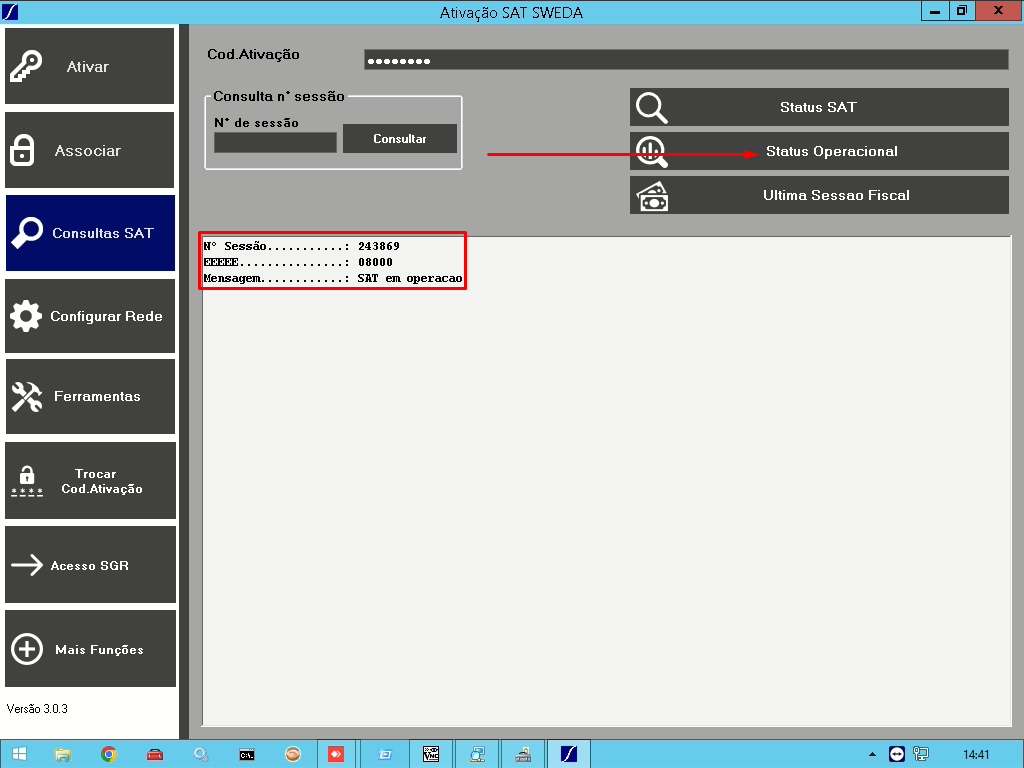 Ativação SAT SWEDA
Ativar
Associar
Consultas SAT
Configurar Rede
Ferramentas
Trocar
Cod.Ativação
Acesso SGR
Mais Funções
Versão 3.0.3
Cod.Ativação
●●●●●●●●
Consulta n° sessão
N° de sessão
Consultar
Status SAT
Status Operacional
Ultima Sessao Fiscal
N° Sessão...........: 243869
EEEEE...............: 08000
Mensagem............: SAT em operacao
14:41